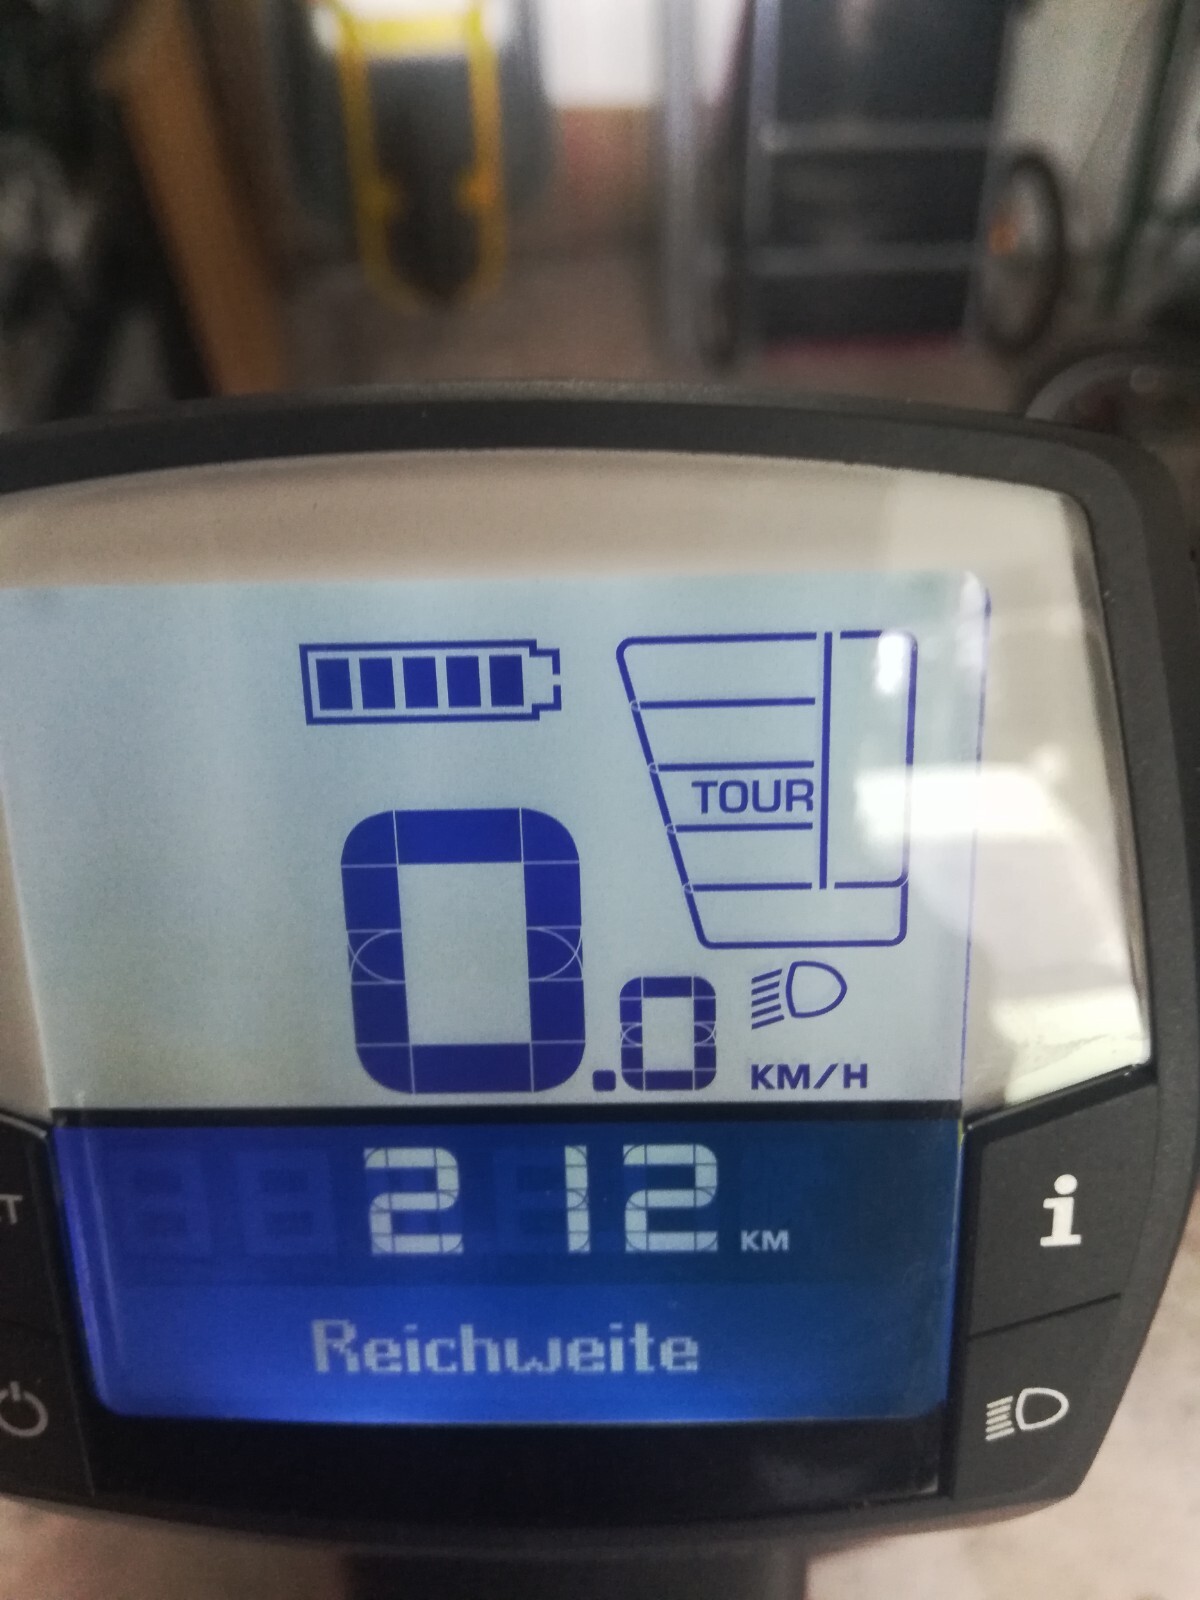 TOUR
0.0 KM/H
212 KM
Reichweite
i